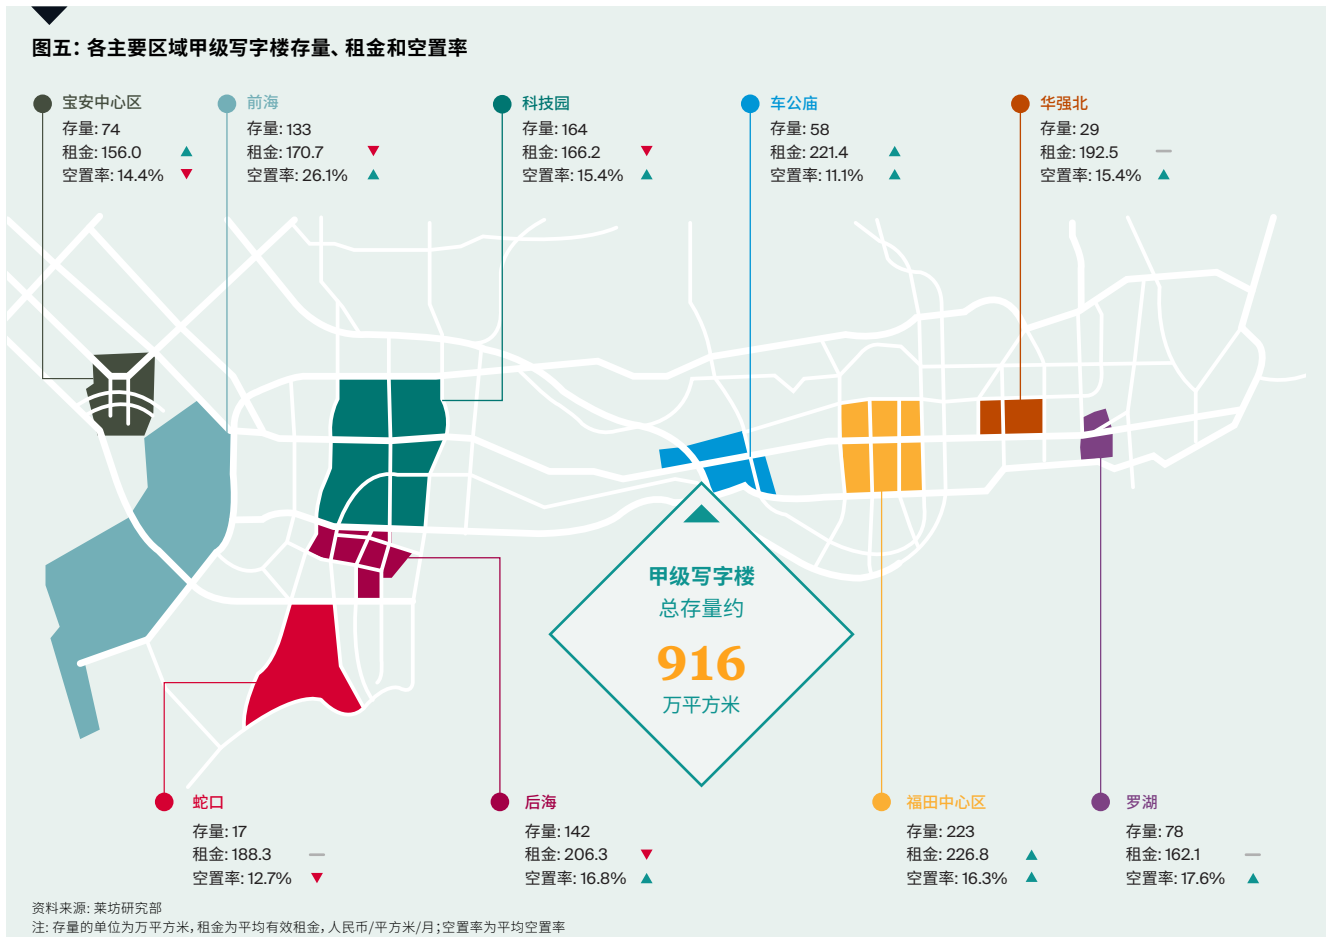 图五：各主要区域甲级写字楼存量、租金和空置率
宝安中心区
存量: 74
租金: 156.0
空置率: 14.4%
前海
存量: 133
租金: 170.7
空置率: 26.1%
科技园
存量: 164
租金: 166.2
空置率: 15.4%
车公庙
存量: 58
租金: 221.4
空置率: 11.1%
华强北
存量: 29
租金: 192.5
空置率: 15.4%
甲级写字楼
总存量约
916
万平方米
蛇口
存量: 17
租金: 188.3
空置率: 12.7%
后海
存量: 142
租金: 206.3
空置率: 16.8%
福田中心区
存量: 223
租金: 226.8
空置率: 16.3%
罗湖
存量: 78
租金: 162.1
空置率: 17.6%
资料来源: 莱坊研究部
注: 存量的单位为万平方米，租金为平均有效租金，人民币/平方米/月；空置率为平均空置率